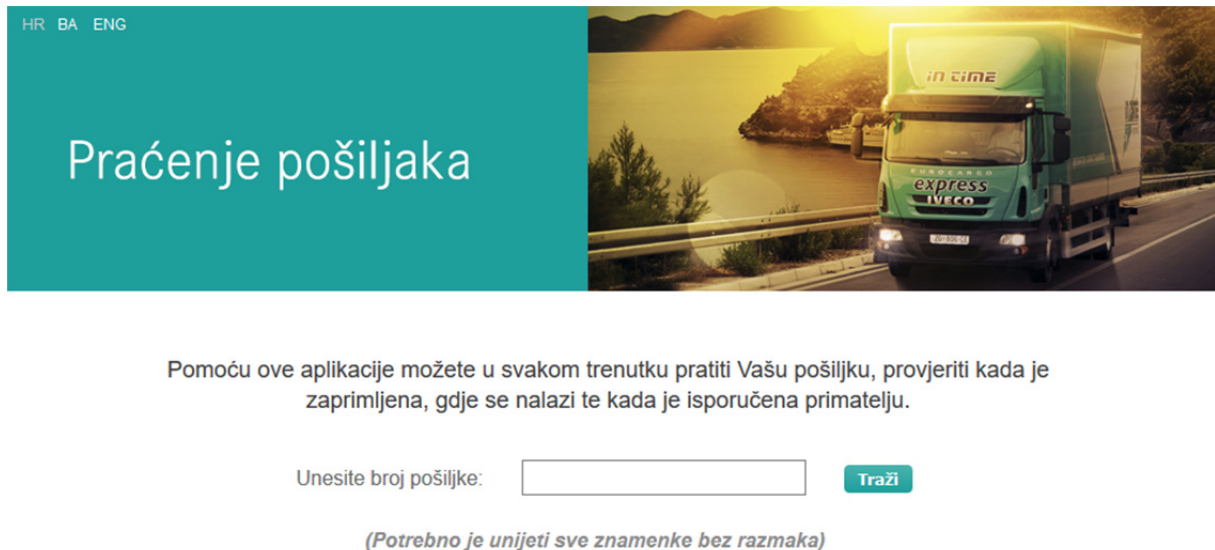 HR BA ENG
Praćenje pošiljaka
in time
EUROCARGO
express
IVECO
Pomoću ove aplikacije možete u svakom trenutku pratiti Vašu pošiljku, provjeriti kada je
zaprimljena, gdje se nalazi te kada je isporučena primatelju.
Unesite broj pošiljke:
Traži
(Potrebno je unijeti sve znamenke bez razmaka)